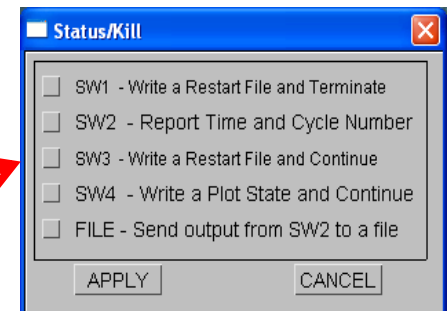 Status/Kill
SW1 - Write a Restart File and Terminate
SW2 - Report Time and Cycle Number
SW3 - Write a Restart File and Continue
SW4 - Write a Plot State and Continue
FILE - Send output from SW2 to a file
APPLY CANCEL